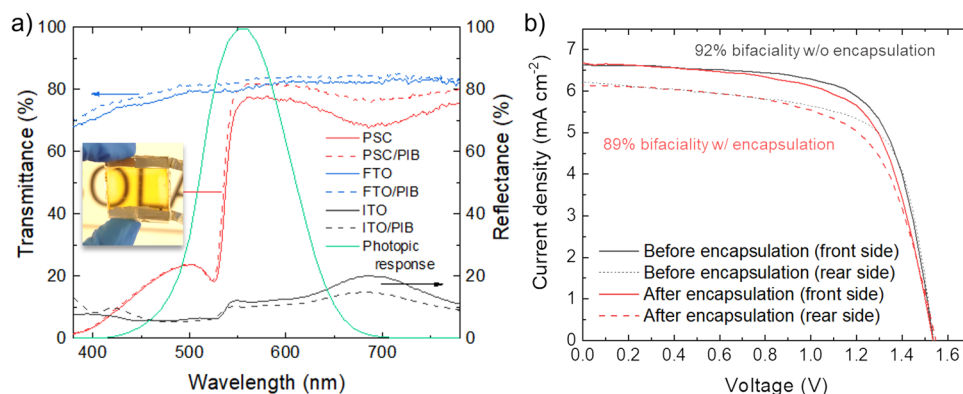 a)
100
80
60
40
20
0
Transmittance (%)
400
500
600
700
Wavelength (nm)
100
80
60
40
20
0
Reflectance (%)
PSC
PSC/PIB
FTO
FTO/PIB
ITO
ITO/PIB
Photopic
response
OLA
b)
7
6
5
4
3
2
1
0
Current density (mA cm-2)
92% bifaciality w/o encapsulation
89% bifaciality w/ encapsulation
Before encapsulation (front side)
Before encapsulation (rear side)
After encapsulation (front side)
After encapsulation (rear side)
0.0 0.2 0.4 0.6 0.8 1.0 1.2 1.4 1.6
Voltage (V)